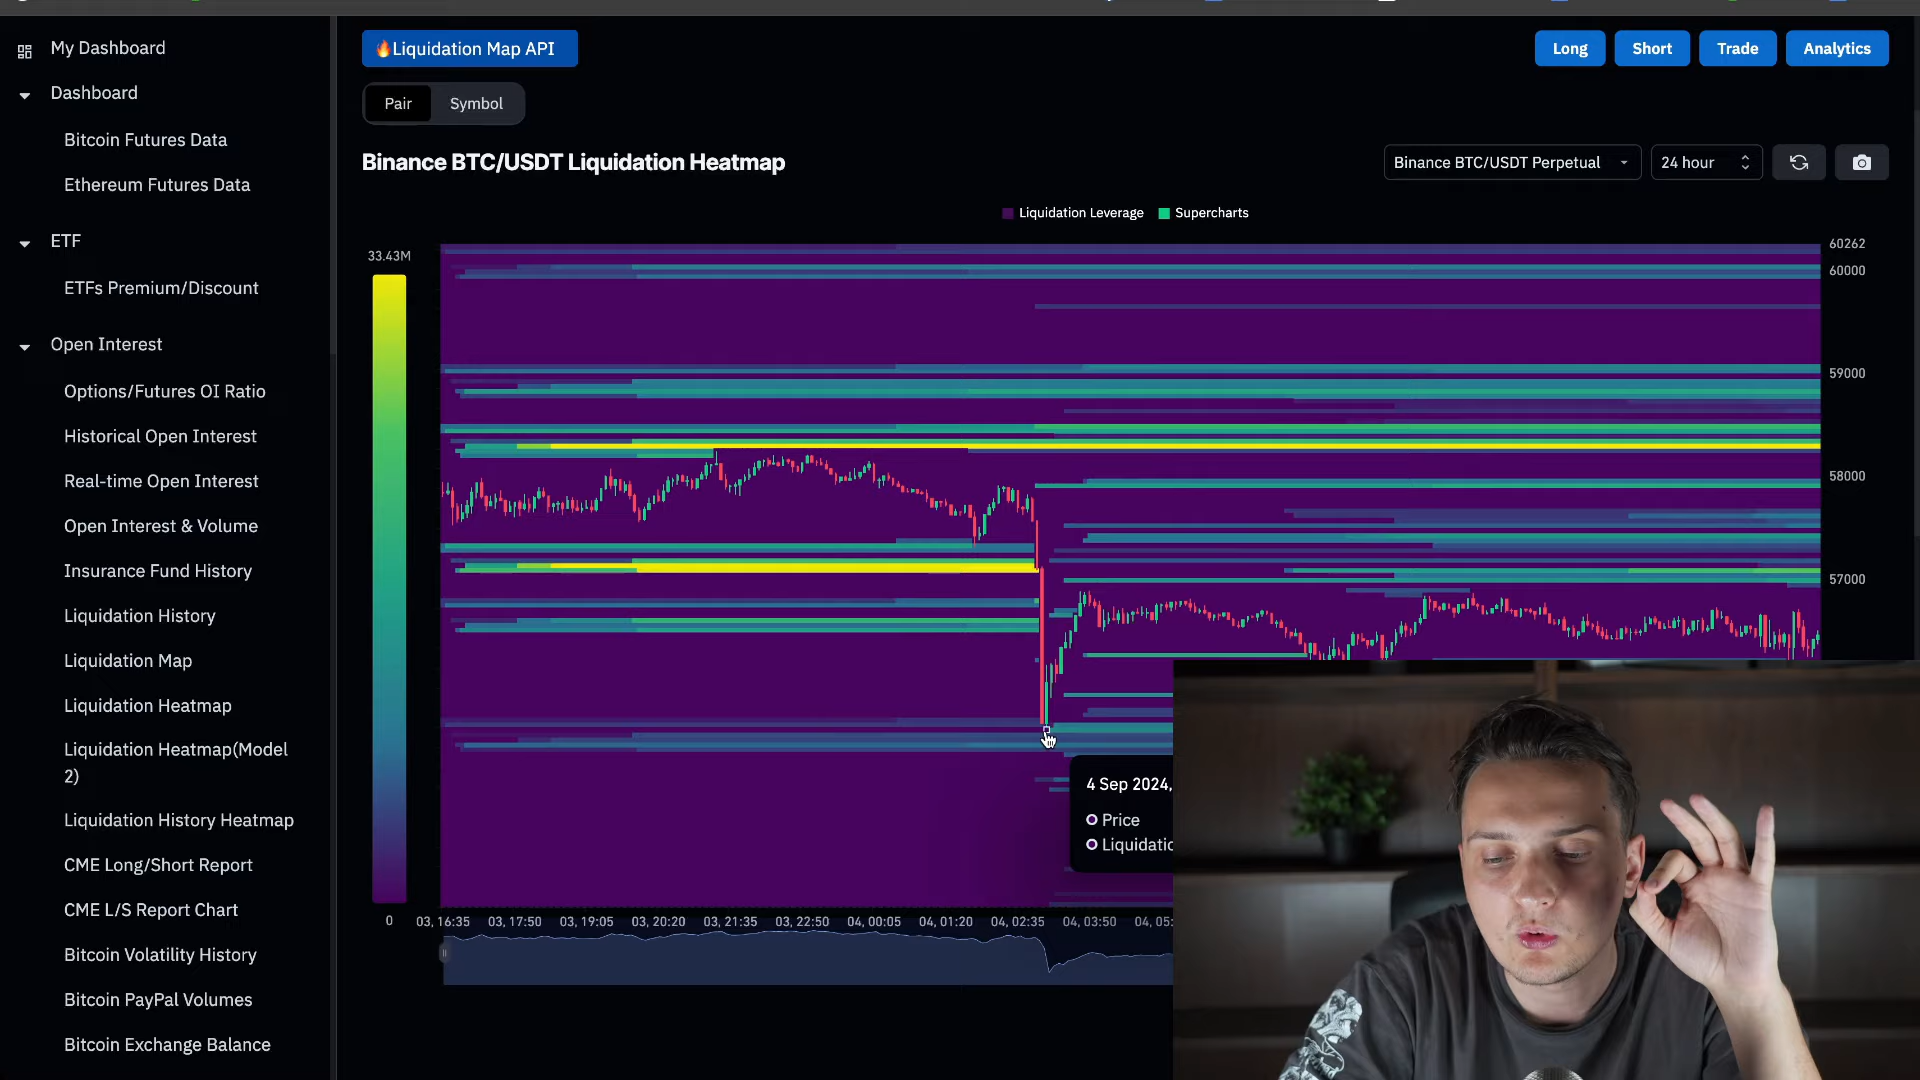 My Dashboard
Dashboard
Bitcoin Futures Data
Ethereum Futures Data
ETF
ETFs Premium/Discount
Open Interest
Options/Futures OI Ratio
Historical Open Interest
Real-time Open Interest
Open Interest & Volume
Insurance Fund History
Liquidation History
Liquidation Map
Liquidation Heatmap
Liquidation Heatmap(Model
2)
Liquidation History Heatmap
CME Long/Short Report
CME L/S Report Chart
Bitcoin Volatility History
Bitcoin PayPal Volumes
Bitcoin Exchange Balance
🔥Liquidation Map API
Long Short Trade Analytics
Pair Symbol
Binance BTC/USDT Liquidation Heatmap
Binance BTC/USDT Perpetual
24 hour
Liquidation Leverage Supercharts
33.43M
0
60262
60000
59000
58000
57000
4 Sep 2024,
Price
Liquidatio
03, 16:35 03, 17:50 03, 19:05 03, 20:20 03, 21:35 03, 22:50 04, 00:05 04, 01:20 04, 02:35 04, 03:50 04, 05: